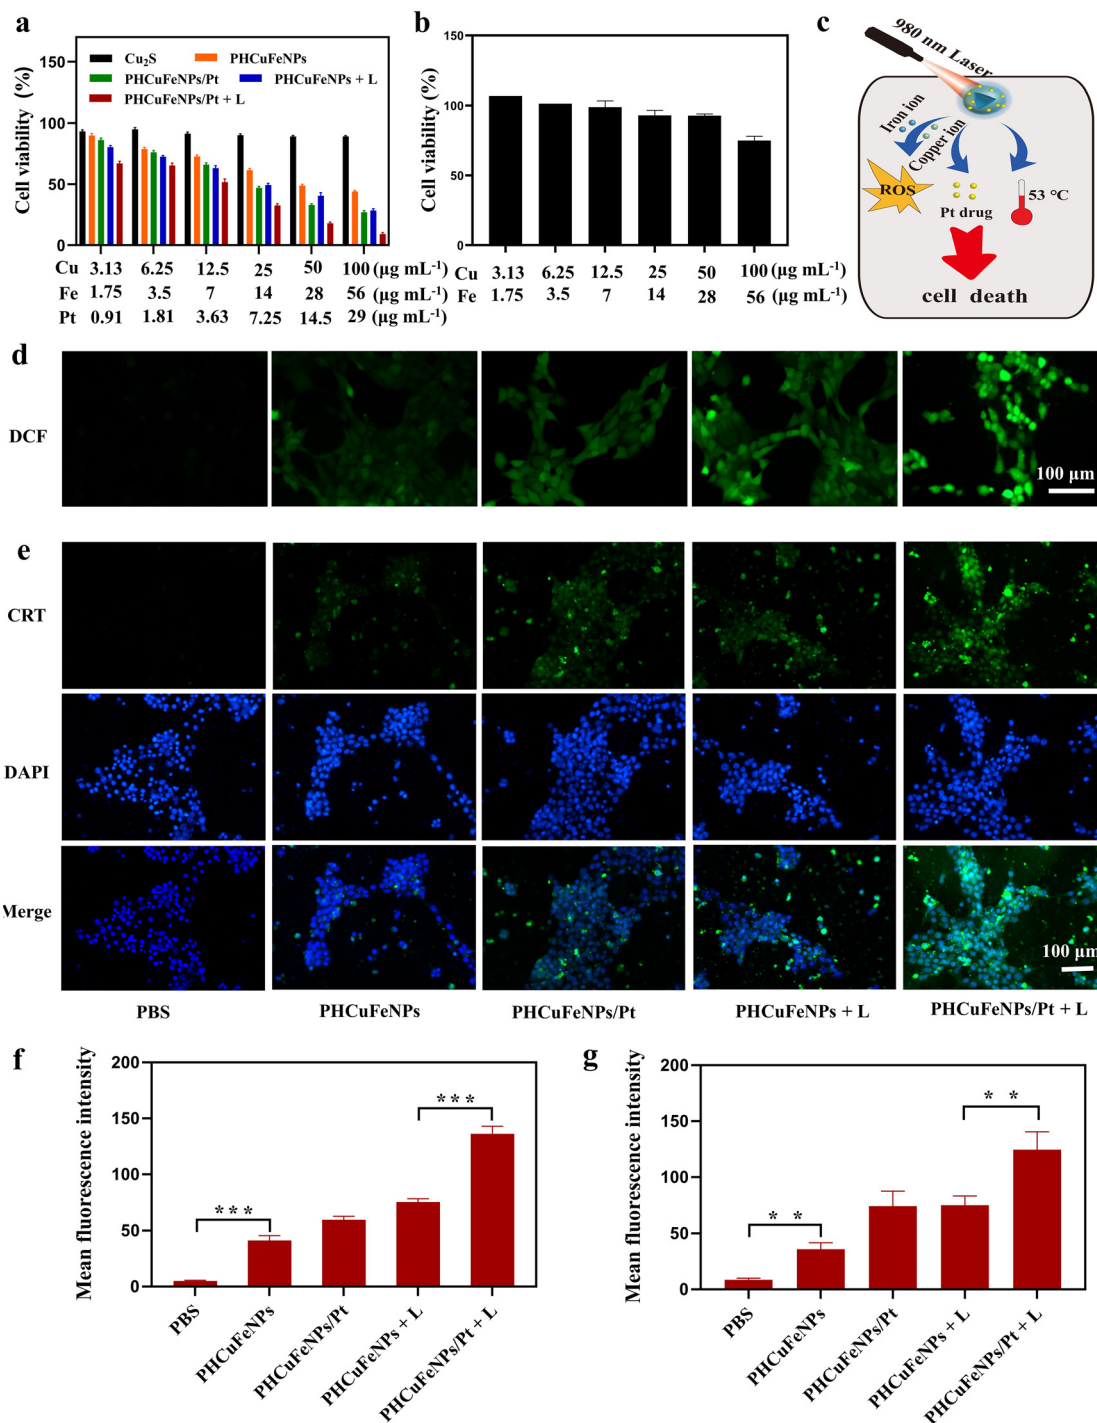 a
Cell viability (%)
150
100
50
0
Cu₂S
PHCuFeNPs
PHCuFeNPs/Pt
PHCuFeNPs + L
PHCuFeNPs/Pt + L
Cu 3.13 6.25 12.5 25 50 100 (μg mL⁻¹)
Fe 1.75 3.5 7 14 28 56 (μg mL⁻¹)
Pt 0.91 1.81 3.63 7.25 14.5 29 (μg mL⁻¹)
b
Cell viability (%)
150
100
50
0
Cu 3.13 6.25 12.5 25 50 100 (μg mL⁻¹)
Fe 1.75 3.5 7 14 28 56 (μg mL⁻¹)
c
980 nm Laser
Iron ion
Copper ion
ROS
Pt drug
53 °C
cell death
d
DCF
100 μm
e
CRT
DAPI
Merge
100 μm
PBS PHCuFeNPs PHCuFeNPs/Pt PHCuFeNPs + L PHCuFeNPs/Pt + L
f
Mean fluorescence intensity
200
150
100
50
0
***
***
PBS
PHCuFeNPs
PHCuFeNPs/Pt
PHCuFeNPs + L
PHCuFeNPs/Pt + L
g
Mean fluorescence intensity
200
150
100
50
0
* *
* *
PBS
PHCuFeNPs
PHCuFeNPs/Pt
PHCuFeNPs + L
PHCuFeNPs/Pt + L